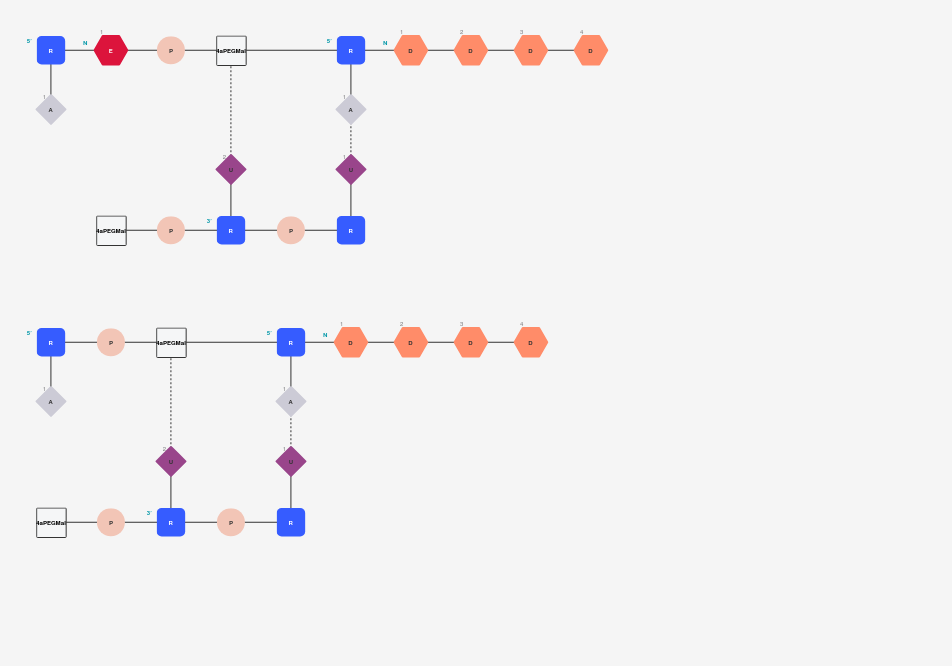 1 1 2 3 4
5' R N E P 4aPEGMal 5' R N D D D D
1 A 1 A
2 U 1 U
3'
4aPEGMal P R P R
1 2 3 4
5' R P 4aPEGMal 5' R N D D D D
1 A 1 A
2 U 1 U
3'
4aPEGMal P R P R